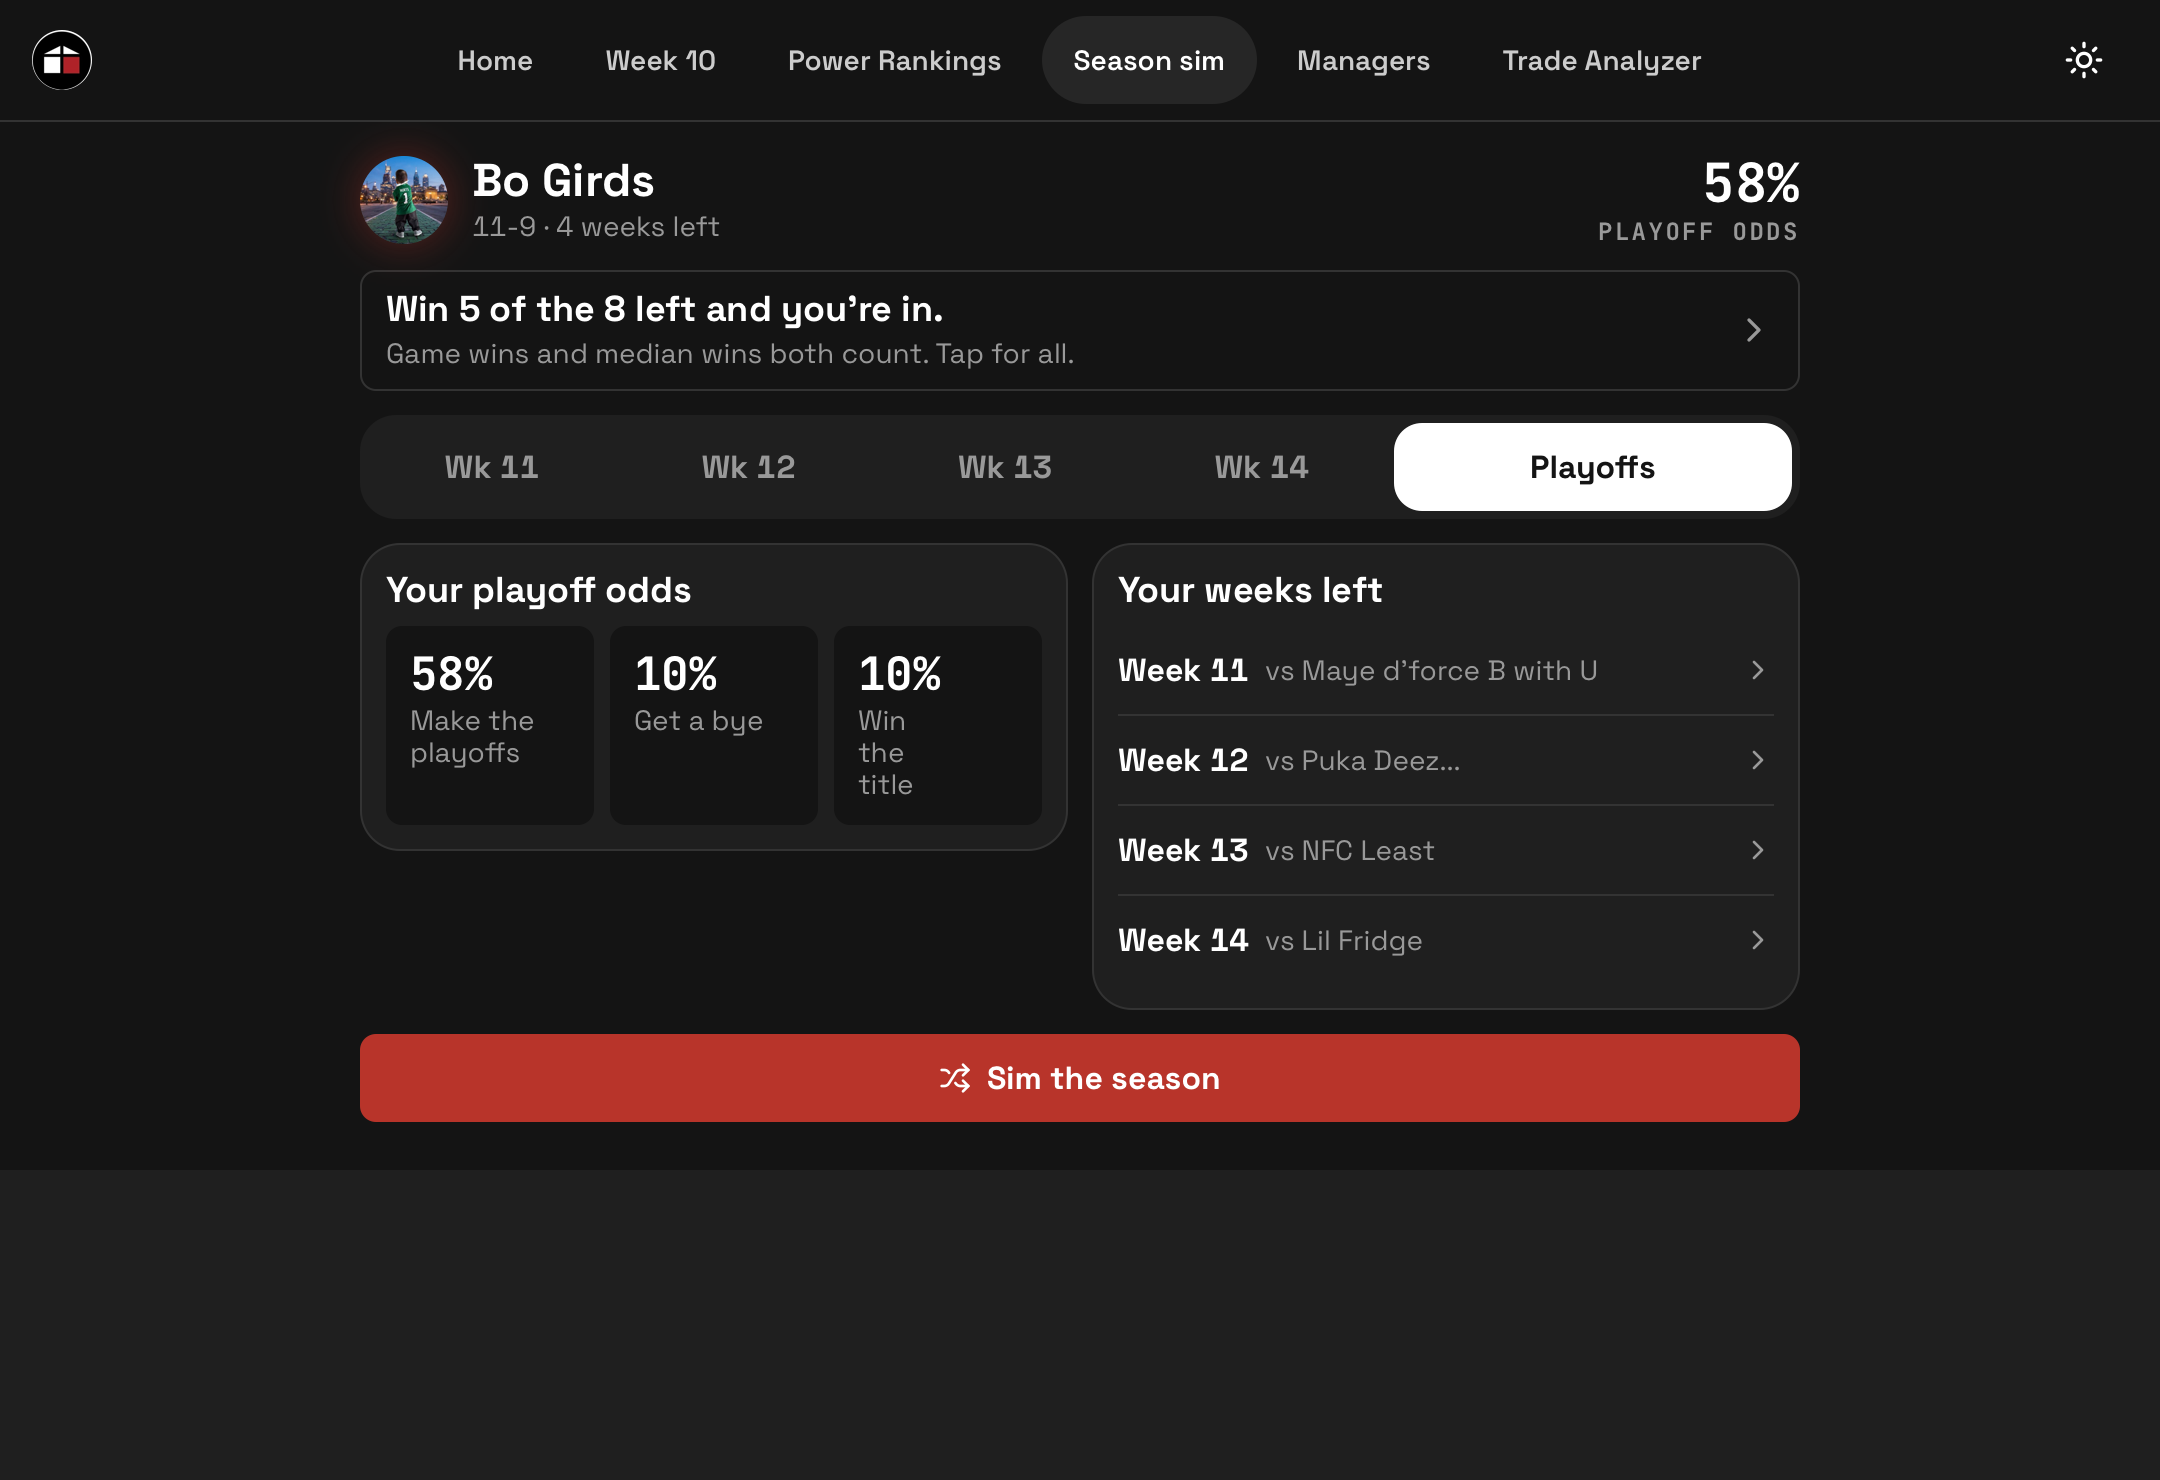 Home
Week 10
Power Rankings
Season sim
Managers
Trade Analyzer
Bo Girds
11-9 · 4 weeks left
58%
PLAYOFF ODDS
Win 5 of the 8 left and you’re in.
Game wins and median wins both count. Tap for all.
Wk 11
Wk 12
Wk 13
Wk 14
Playoffs
Your playoff odds
58%
Make the
playoffs
10%
Get a bye
10%
Win
the
title
Your weeks left
Week 11 vs Maye d’force B with U
Week 12 vs Puka Deez...
Week 13 vs NFC Least
Week 14 vs Lil Fridge
Sim the season